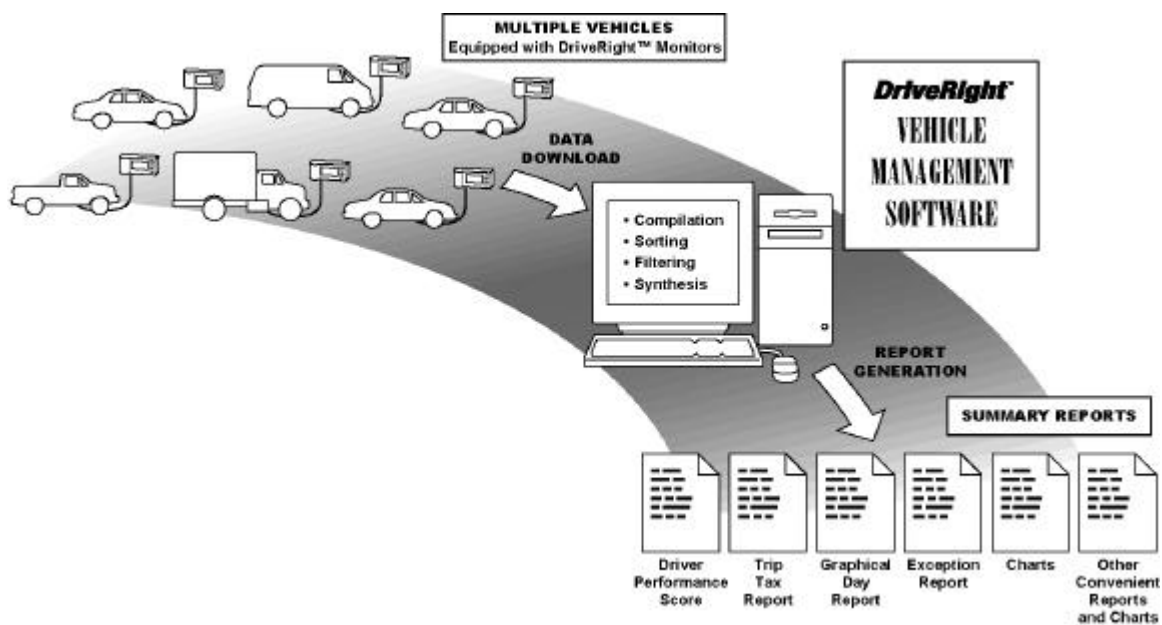 MULTIPLE VEHICLES
Equipped with DriveRight™ Monitors
DriveRight™
VEHICLE
MANAGEMENT
SOFTWARE
DATA
DOWNLOAD
• Compilation
• Sorting
• Filtering
• Synthesis
REPORT
GENERATION
SUMMARY REPORTS
Driver
Performance
Score
Trip
Tax
Report
Graphical
Day
Report
Exception
Report
Charts
Other
Convenient
Reports
and Charts